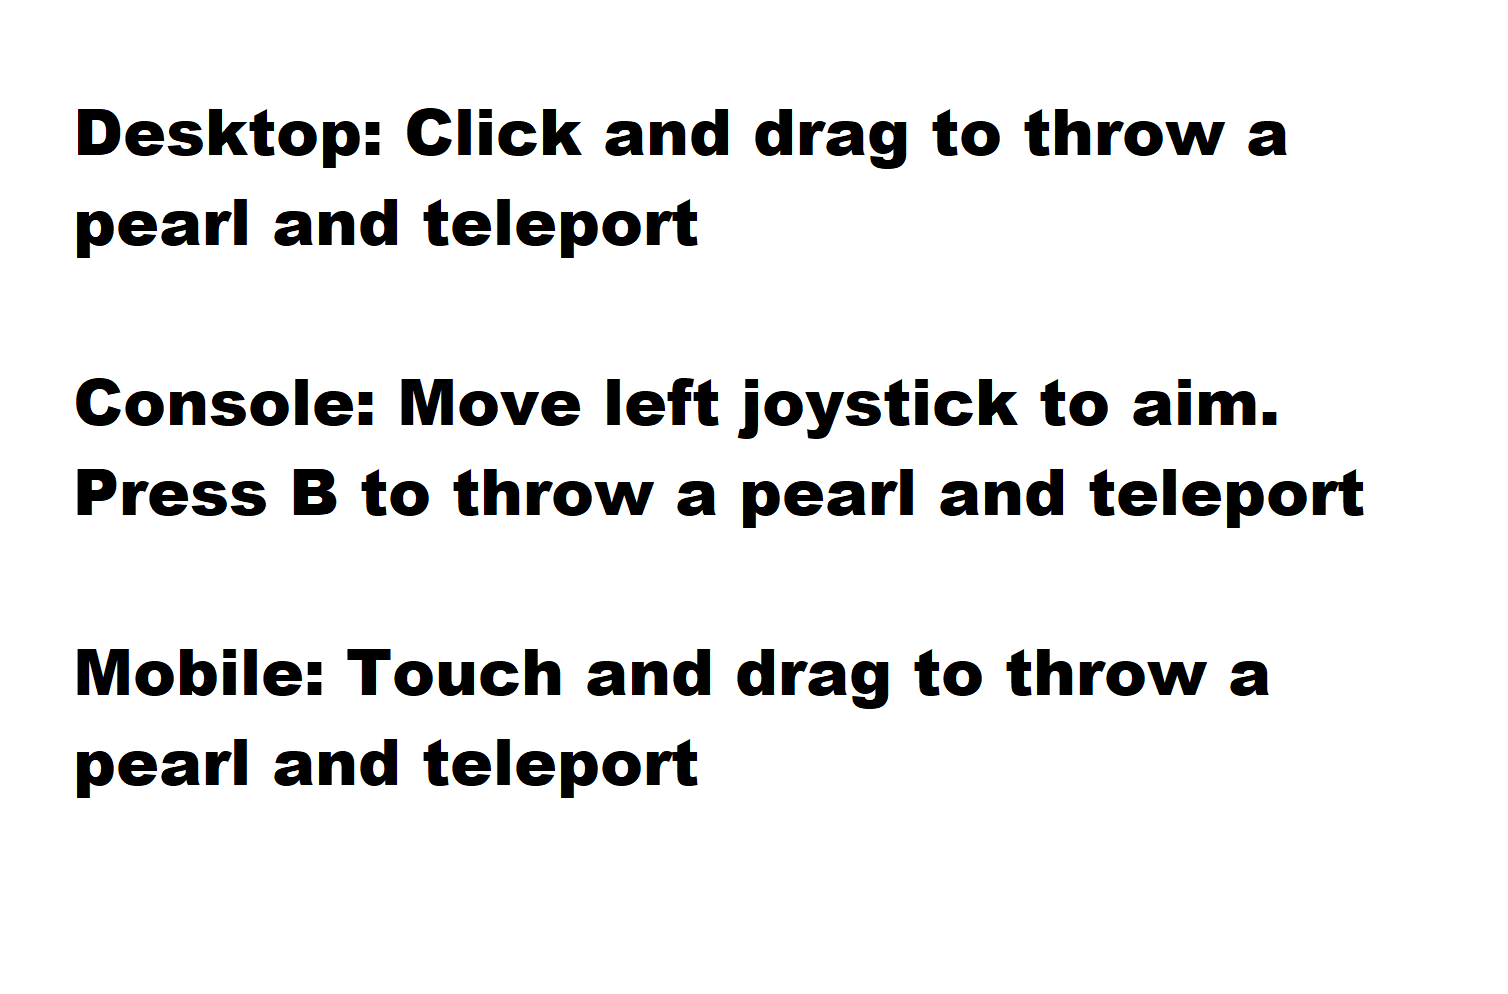 Desktop: Click and drag to throw a
pearl and teleport
Console: Move left joystick to aim.
Press B to throw a pearl and teleport
Mobile: Touch and drag to throw a
pearl and teleport